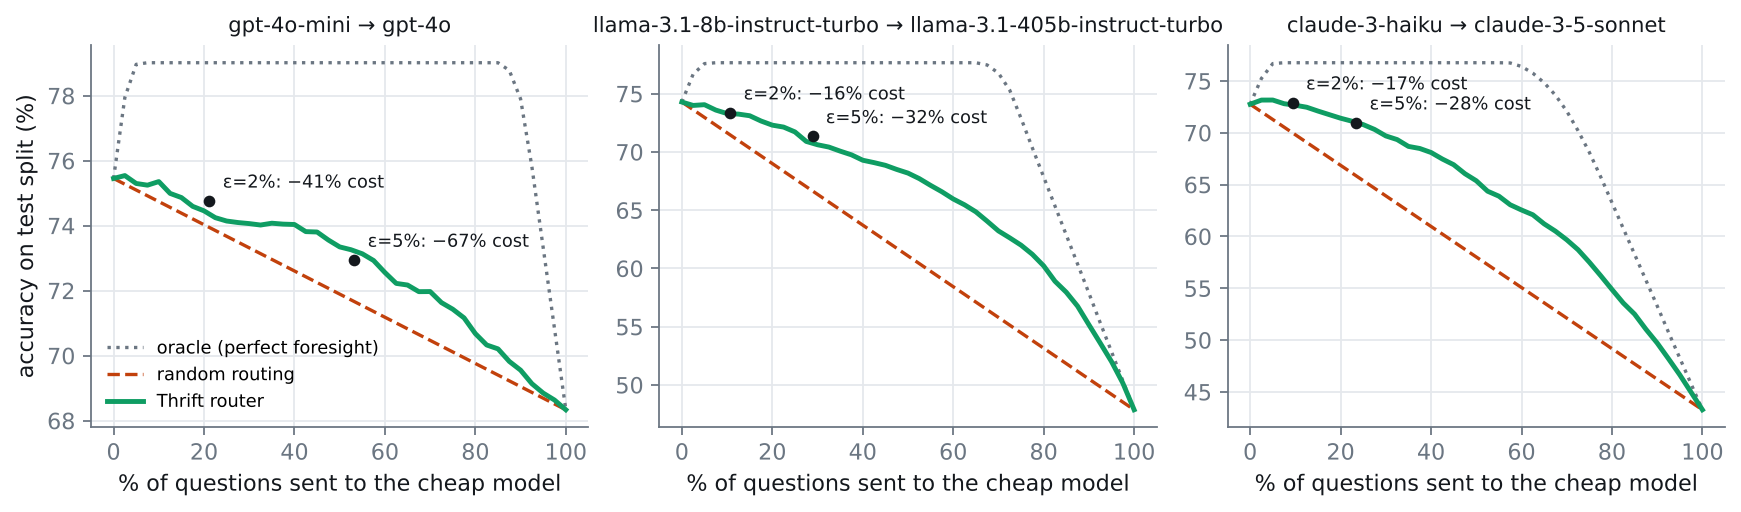 gpt-4o-mini → gpt-4o
78
76
74
72
70
68
accuracy on test split (%)
ε=2%: −41% cost
ε=5%: −67% cost
oracle (perfect foresight)
random routing
Thrift router
0 20 40 60 80 100
% of questions sent to the cheap model
llama-3.1-8b-instruct-turbo → llama-3.1-405b-instruct-turbo
75
70
65
60
55
50
ε=2%: −16% cost
ε=5%: −32% cost
0 20 40 60 80 100
% of questions sent to the cheap model
claude-3-haiku → claude-3-5-sonnet
75
70
65
60
55
50
45
ε=2%: −17% cost
ε=5%: −28% cost
0 20 40 60 80 100
% of questions sent to the cheap model